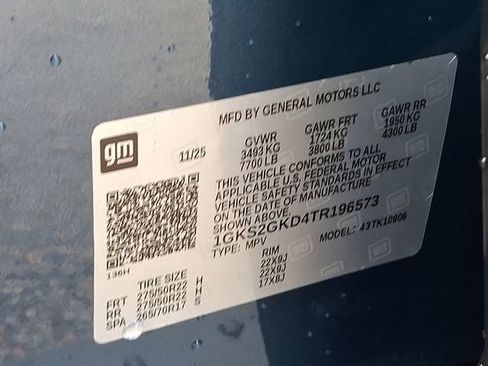 MFD BY GENERAL MOTORS LLC
gm
11/25
GVWR GAWR FRT GAWR RR
3493 KG 1724 KG 1950 KG
7700 LB 3800 LB 4300 LB
THIS VEHICLE CONFORMS TO ALL
APPLICABLE U.S. FEDERAL MOTOR
VEHICLE SAFETY STANDARDS IN EFFECT
ON THE DATE OF MANUFACTURE
SHOWN ABOVE.
1GKS2GKD4TR196573
TYPE: MPV MODEL: 43TK10906
136H
TIRE SIZE RIM
FRT 275/50R22 H 22X9J
RR 275/50R22 H 22X9J
SPA 265/70R17 S 17X8J